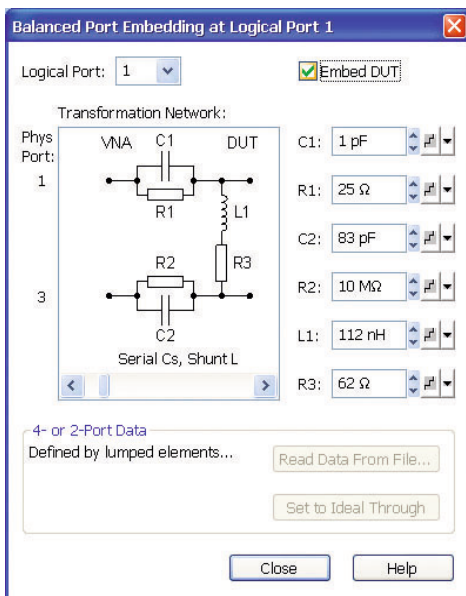 Balanced Port Embedding at Logical Port 1
Logical Port: 1
Embed DUT
Transformation Network:
Phys Port:
VNA C1 DUT
1
R1 L1
R2 R3
3
C2
Serial Cs, Shunt L
C1: 1 pF
R1: 25 Ω
C2: 83 pF
R2: 10 MΩ
L1: 112 nH
R3: 62 Ω
4- or 2-Port Data
Defined by lumped elements...
Read Data From File...
Set to Ideal Through
Close
Help